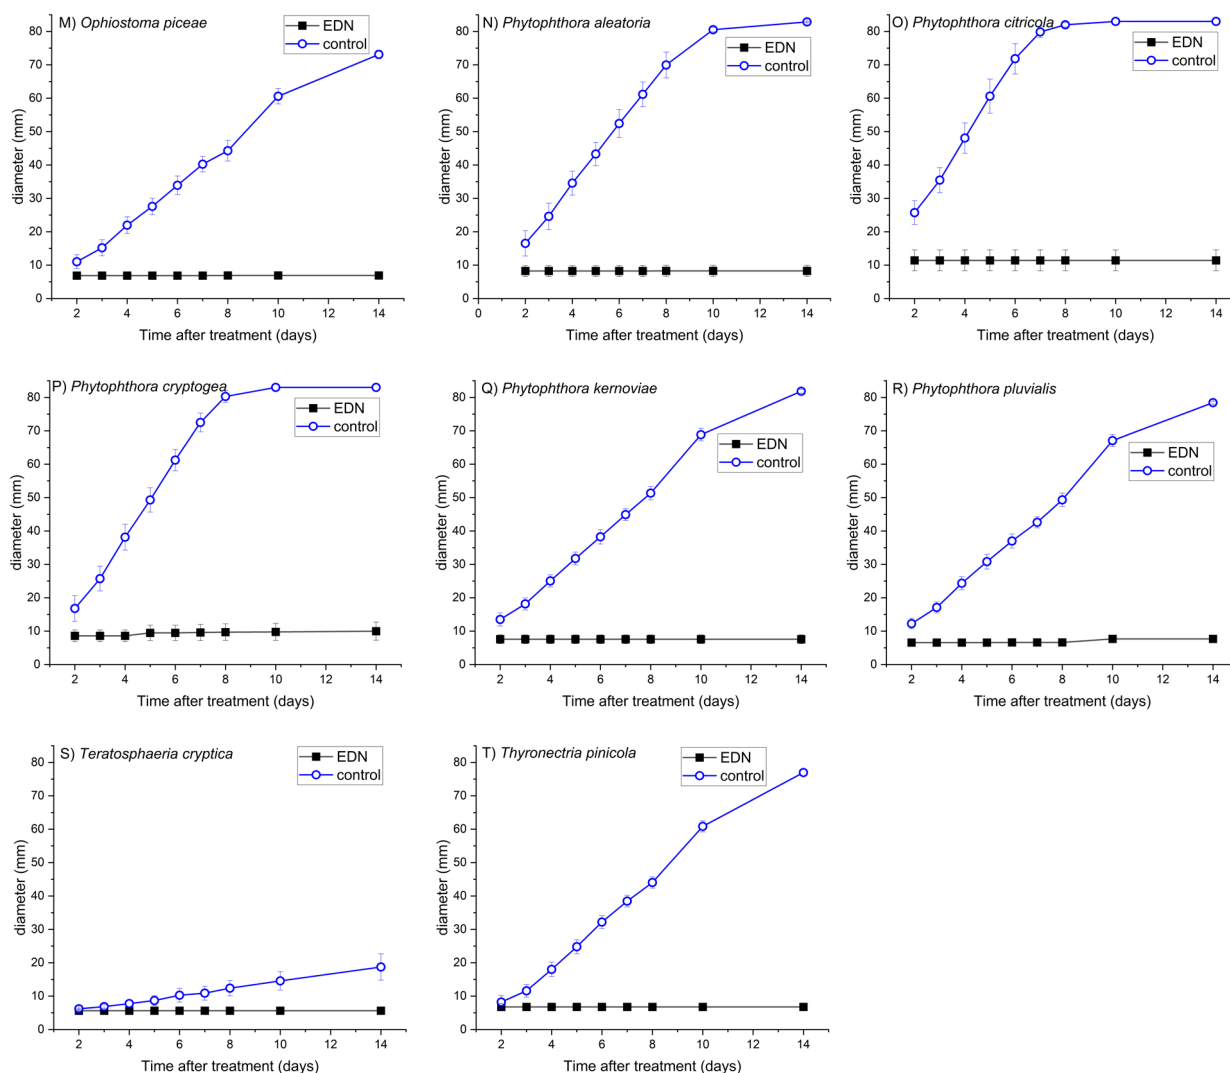 M) Ophiostoma piceae
EDN
control
diameter (mm)
80
70
60
50
40
30
20
10
0
2 4 6 8 10 12 14
Time after treatment (days)
N) Phytophthora aleatoria
EDN
control
diameter (mm)
80
70
60
50
40
30
20
10
0
0 2 4 6 8 10 12 14
Time after treatment (days)
O) Phytophthora citricola
EDN
control
diameter (mm)
80
70
60
50
40
30
20
10
0
2 4 6 8 10 12 14
Time after treatment (days)
P) Phytophthora cryptogea
EDN
control
diameter (mm)
80
70
60
50
40
30
20
10
0
2 4 6 8 10 12 14
Time after treatment (days)
Q) Phytophthora kernoviae
EDN
control
diameter (mm)
80
70
60
50
40
30
20
10
0
2 4 6 8 10 12 14
Time after treatment (days)
R) Phytophthora pluvialis
EDN
control
diameter (mm)
80
70
60
50
40
30
20
10
0
2 4 6 8 10 12 14
Time after treatment (days)
S) Teratosphaeria cryptica
EDN
control
diameter (mm)
80
70
60
50
40
30
20
10
0
2 4 6 8 10 12 14
Time after treatment (days)
T) Thyronectria pinicola
EDN
control
diameter (mm)
80
70
60
50
40
30
20
10
0
2 4 6 8 10 12 14
Time after treatment (days)